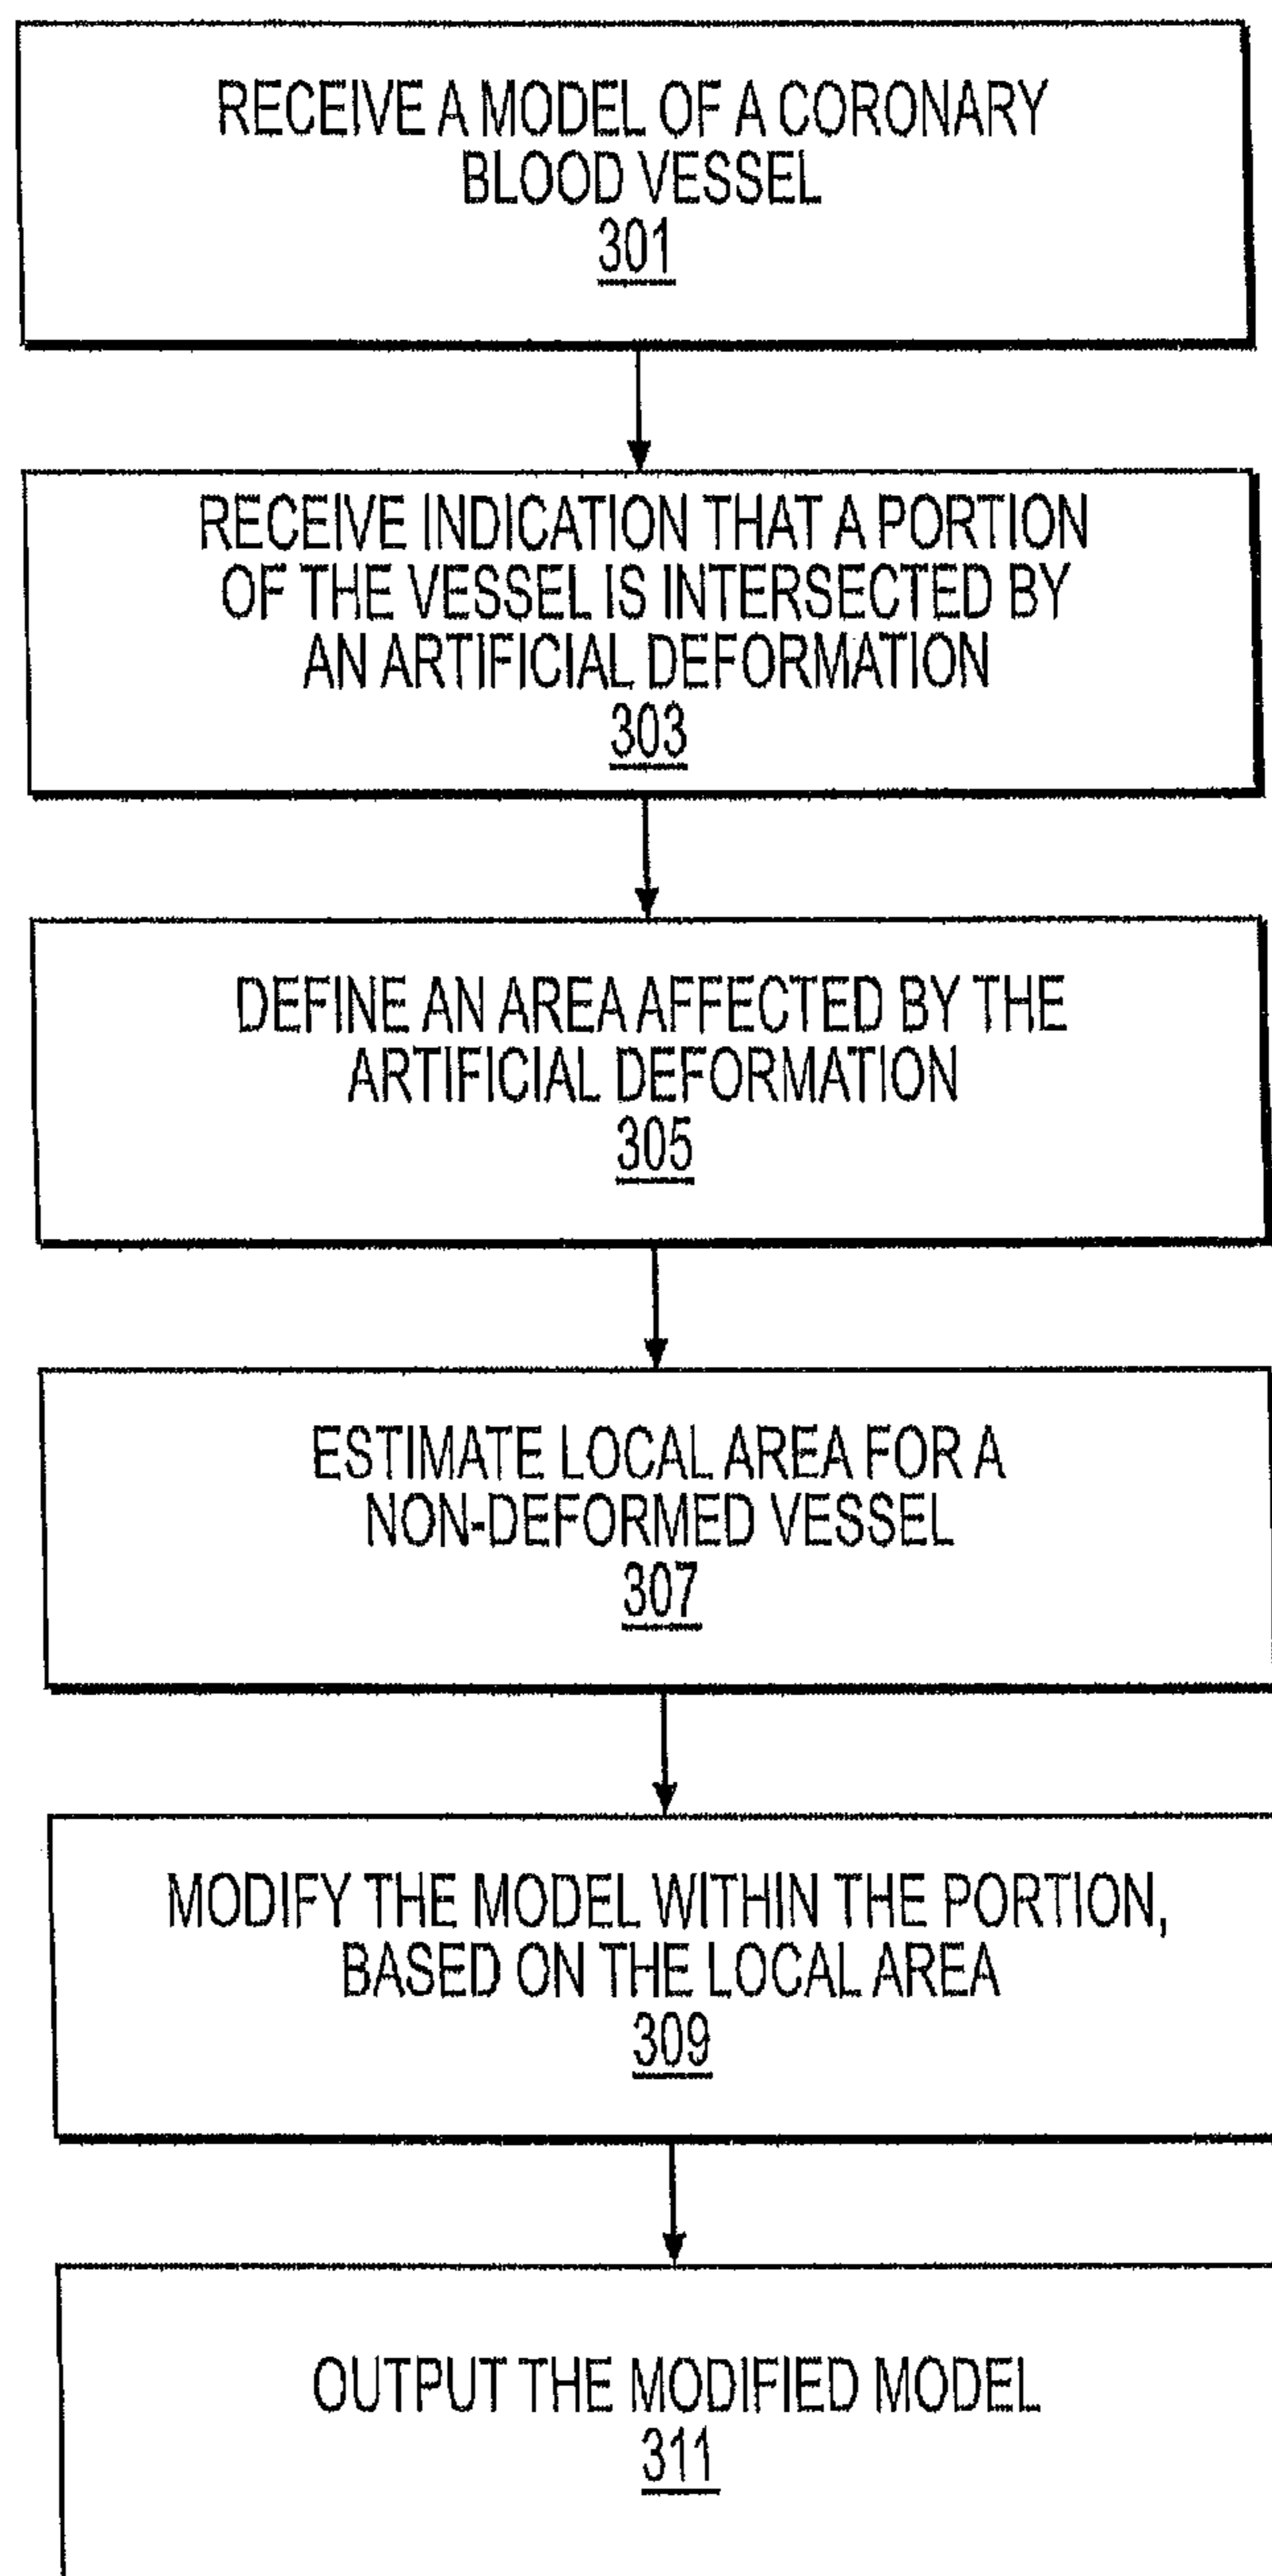 RECEIVE A MODEL OF A CORONARY
BLOOD VESSEL
301
RECEIVE INDICATION THAT A PORTION
OF THE VESSEL IS INTERSECTED BY
AN ARTIFICIAL DEFORMATION
303
DEFINE AN AREA AFFECTED BY THE
ARTIFICIAL DEFORMATION
305
ESTIMATE LOCAL AREA FOR A
NON-DEFORMED VESSEL
307
MODIFY THE MODEL WITHIN THE PORTION,
BASED ON THE LOCAL AREA
309
OUTPUT THE MODIFIED MODEL
311